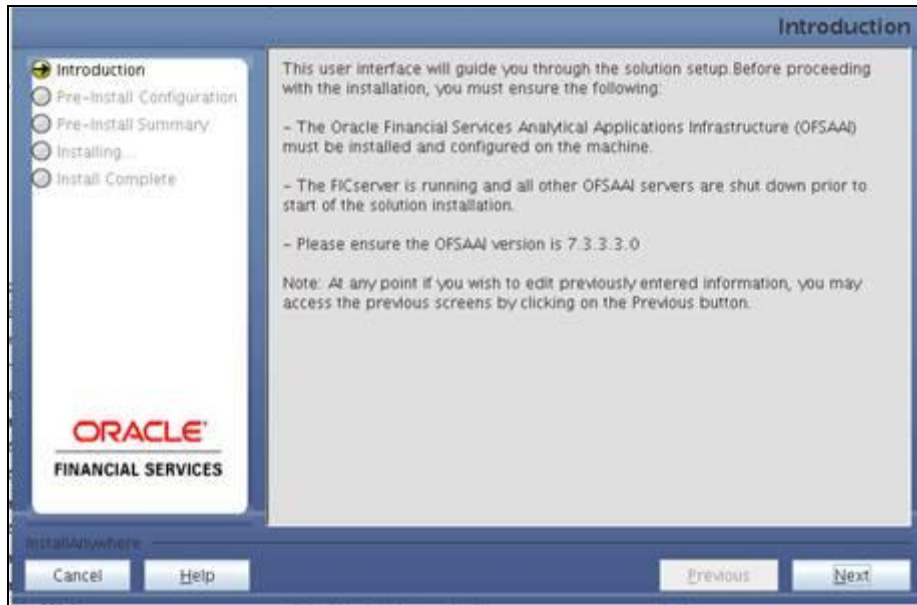 Introduction
Introduction
Pre-Install Configuration
Pre-Install Summary
Installing...
Install Complete
This user interface will guide you through the solution setup.Before proceeding
with the installation, you must ensure the following:
- The Oracle Financial Services Analytical Applications Infrastructure (OFSAAI)
must be installed and configured on the machine.
- The FICserver is running and all other OFSAAI servers are shut down prior to
start of the solution installation.
- Please ensure the OFSAAI version is 7.3.3.3.0
Note: At any point if you wish to edit previously entered information, you may
access the previous screens by clicking on the Previous button.
ORACLE
FINANCIAL SERVICES
InstallAnywhere
Cancel
Help
Previous
Next